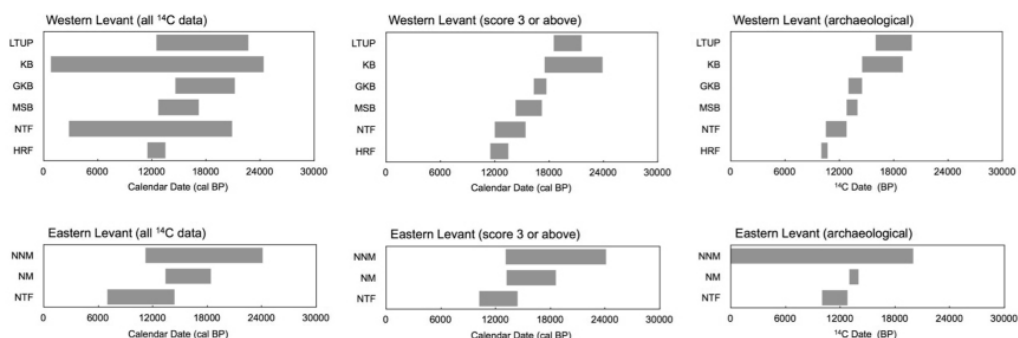 Western Levant (all ¹⁴C data)
LTUP
KB
GKB
MSB
NTF
HRF
0 6000 12000 18000 24000 30000
Calendar Date (cal BP)
Western Levant (score 3 or above)
LTUP
KB
GKB
MSB
NTF
HRF
0 6000 12000 18000 24000 30000
Calendar Date (cal BP)
Western Levant (archaeological)
LTUP
KB
GKB
MSB
NTF
HRF
0 6000 12000 18000 24000 30000
¹⁴C Date (BP)
Eastern Levant (all ¹⁴C data)
NNM
NM
NTF
0 6000 12000 18000 24000 30000
Calendar Date (cal BP)
Eastern Levant (score 3 or above)
NNM
NM
NTF
0 6000 12000 18000 24000 30000
Calendar Date (cal BP)
Eastern Levant (archaeological)
NNM
NM
NTF
0 6000 12000 18000 24000 30000
¹⁴C Date (BP)